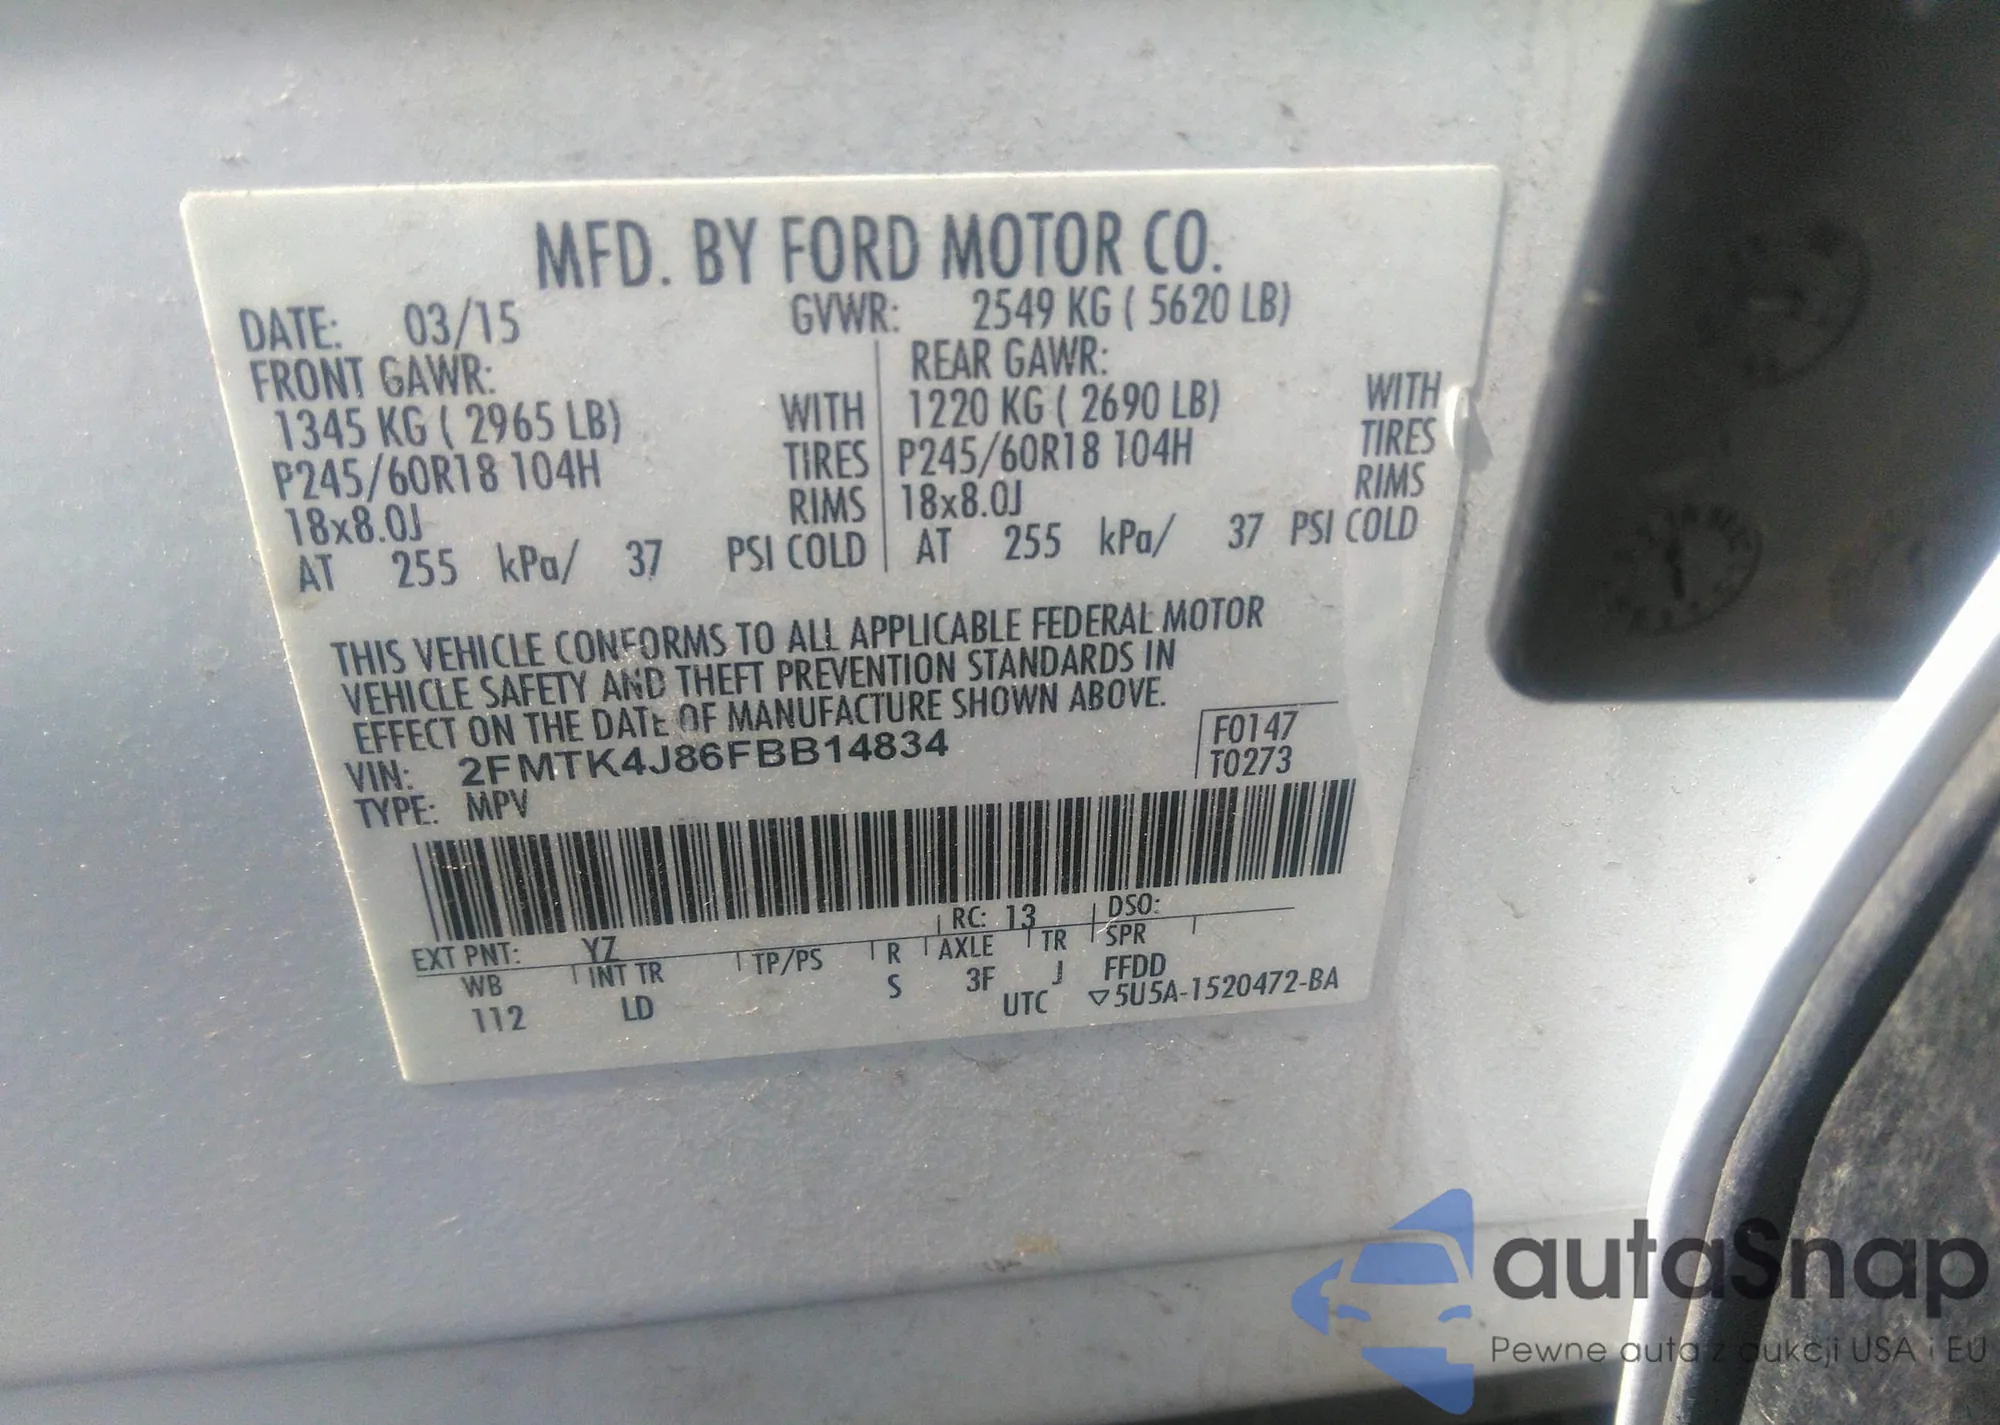 MFD. BY FORD MOTOR CO.
DATE: 03/15 GVWR: 2549 KG ( 5620 LB)
FRONT GAWR: REAR GAWR:
1345 KG ( 2965 LB) WITH 1220 KG ( 2690 LB) WITH
P245/60R18 104H TIRES P245/60R18 104H TIRES
18x8.0J RIMS 18x8.0J RIMS
AT 255 kPa/ 37 PSI COLD AT 255 kPa/ 37 PSI COLD
THIS VEHICLE CONFORMS TO ALL APPLICABLE FEDERAL MOTOR
VEHICLE SAFETY AND THEFT PREVENTION STANDARDS IN
EFFECT ON THE DATE OF MANUFACTURE SHOWN ABOVE.
VIN: 2FMTK4J86FBB14834 F0147
TYPE: MPV T0273
EXT PNT: YZ RC: 13 DSO:
WB INT TR TP/PS R AXLE TR SPR
112 LD S 3F J FFDD
UTC ▽5U5A-1520472-BA
autaSnap
Pewne auta z aukcji USA i EU